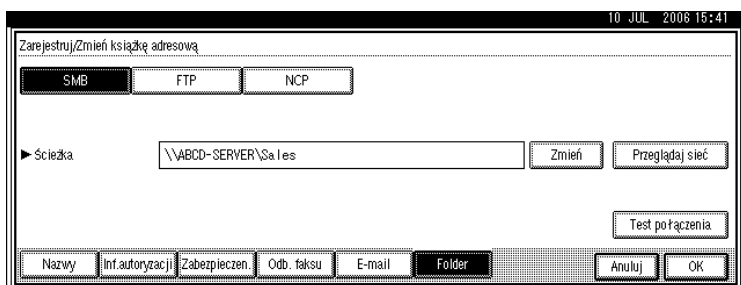 10 JUL 2006 15:41
Zarejestruj/Zmień książkę adresową
SMB FTP NCP
►Ścieżka \\ABCD-SERVER\Sales Zmień Przeglądaj sieć
Test połączenia
Nazwy Inf.autoryzacji Zabezpieczen. Odb. faksu E-mail Folder Anuluj OK